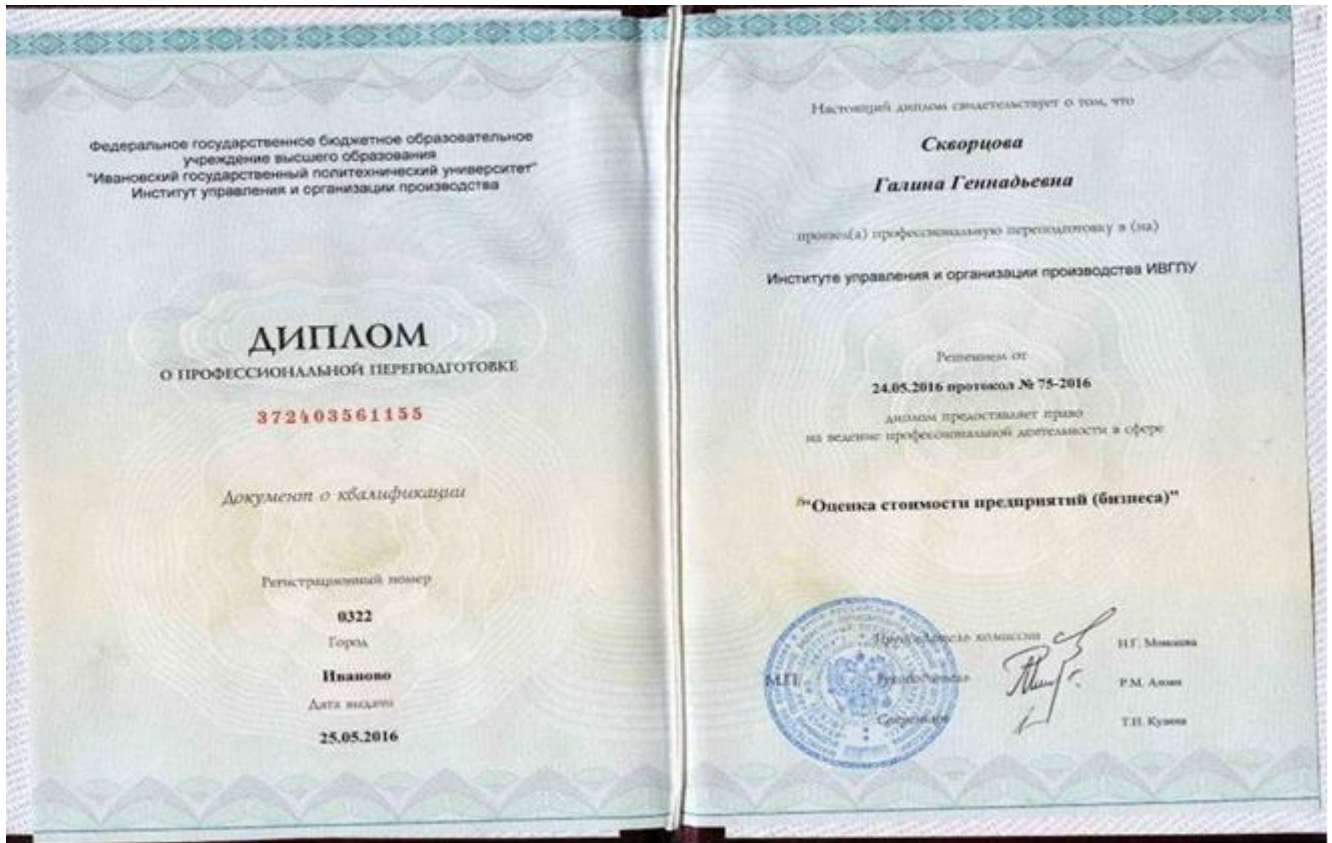 Федеральное государственное бюджетное образовательное
учреждение высшего образования
"Ивановский государственный политехнический университет"
Институт управления и организации производства
ДИПЛОМ
О ПРОФЕССИОНАЛЬНОЙ ПЕРЕПОДГОТОВКЕ
372403561155
Документ о квалификации
Регистрационный номер
0322
Город
Иваново
Дата выдачи
25.05.2016
Настоящий диплом свидетельствует о том, что
Скворцова
Галина Геннадьевна
прошел(а) профессиональную переподготовку в (на)
Институте управления и организации производства ИВГПУ
Решением от
24.05.2016 протокол № 75-2016
диплом предоставляет право
на ведение профессиональной деятельности в сфере
"Оценка стоимости предприятий (бизнеса)"
Председатель комиссии Н.Г.
М.П. Руководитель Р.М.
Секретарь Т.Н.